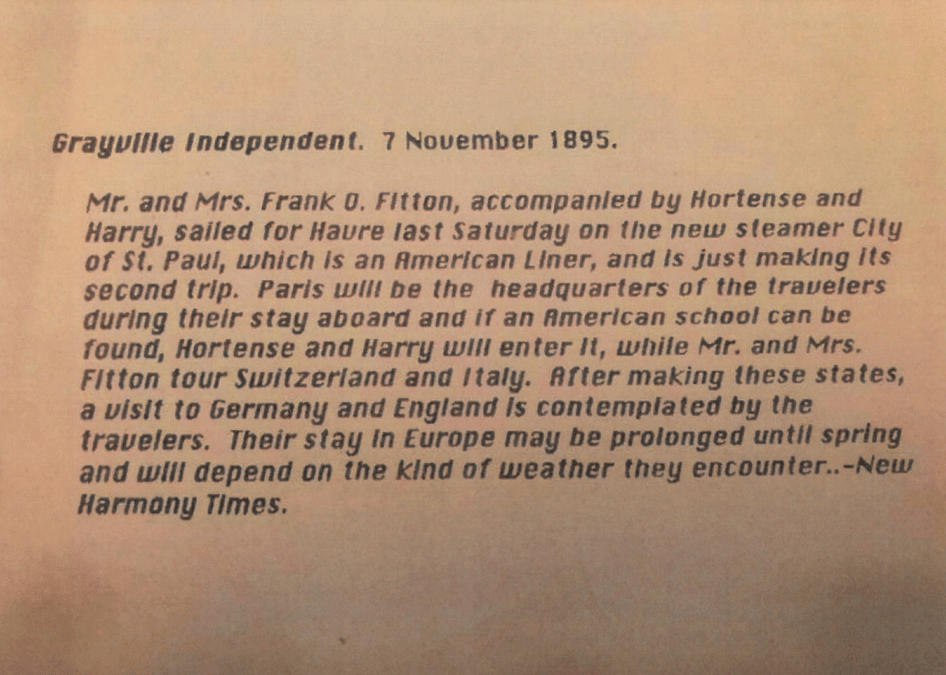 Grayville Independent. 7 November 1895.
Mr. and Mrs. Frank D. Fitton, accompanied by Hortense and
Harry, sailed for Havre last Saturday on the new steamer City
of St. Paul, which is an American Liner, and is just making its
second trip. Paris will be the headquarters of the travelers
during their stay aboard and if an American school can be
found, Hortense and Harry will enter it, while Mr. and Mrs.
Fitton tour Switzerland and Italy. After making these states,
a visit to Germany and England is contemplated by the
travelers. Their stay in Europe may be prolonged until spring
and will depend on the kind of weather they encounter..-New
Harmony Times.